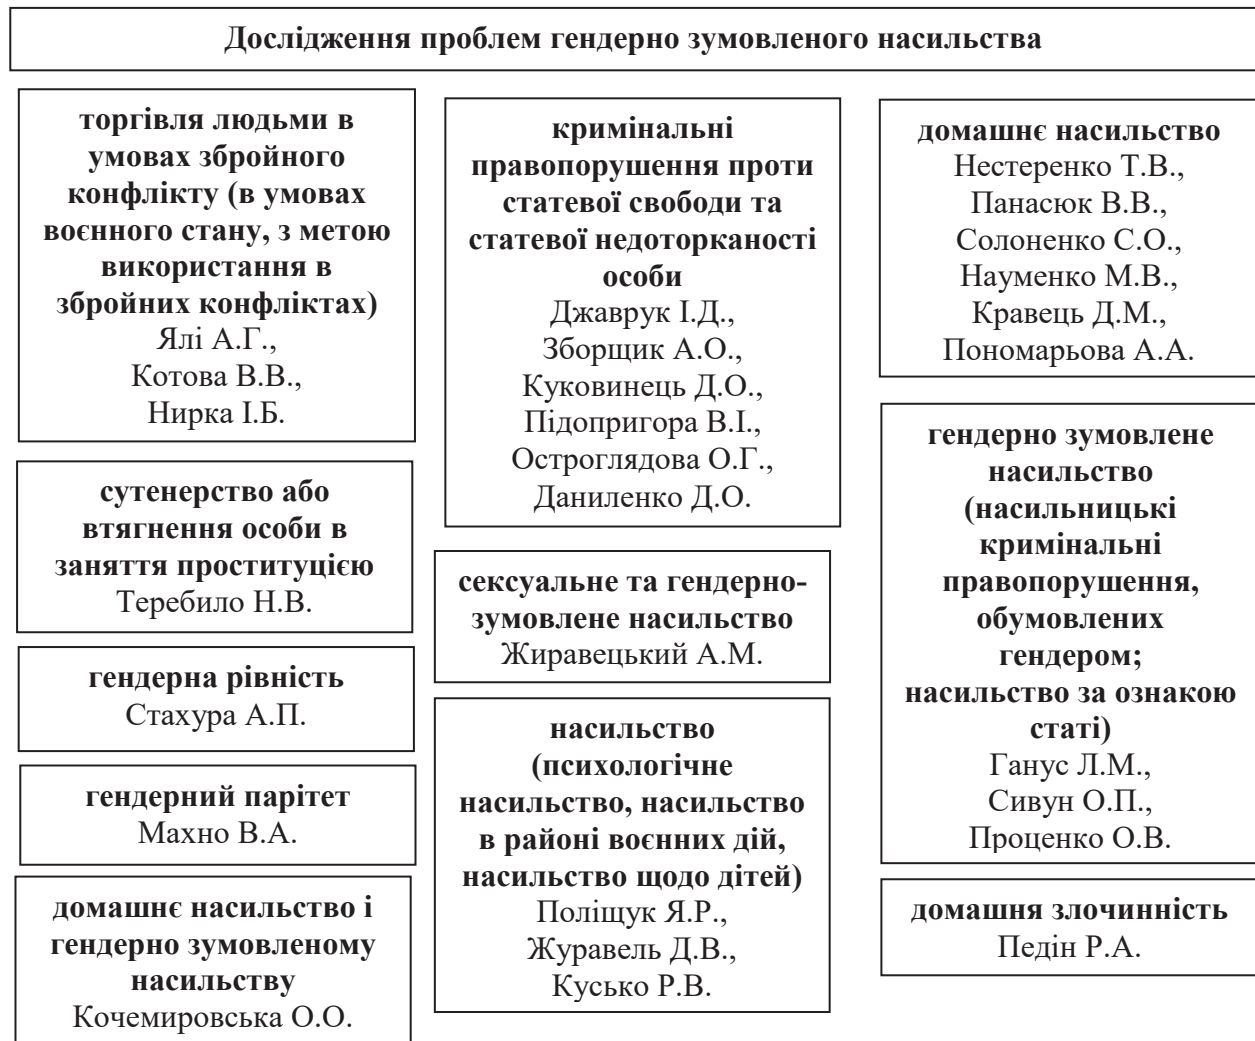 Дослідження проблем гендерно зумовленого насильства
торгівля людьми в
умовах збройного
конфлікту (в умовах
воєнного стану, з метою
використання в
збройних конфліктах)
Ялі А.Г.,
Котова В.В.,
Нирка І.Б.
сутенерство або
втягнення особи в
заняття проституцією
Теребило Н.В.
гендерна рівність
Стахура А.П.
гендерний парітет
Махно В.А.
домашнє насильство і
гендерно зумовленому
насильству
Кочемировська О.О.
кримінальні
правопорушення проти
статевої свободи та
статевої недоторканості
особи
Джаврук І.Д.,
Зборщик А.О.,
Куковинець Д.О.,
Підопригора В.І.,
Остроглядова О.Г.,
Даниленко Д.О.
сексуальне та гендерно-
зумовлене насильство
Жиравецький А.М.
насильство
(психологічне
насильство, насильство
в районі воєнних дій,
насильство щодо дітей)
Поліщук Я.Р.,
Журавель Д.В.,
Кусько Р.В.
домашнє насильство
Нестеренко Т.В.,
Панасюк В.В.,
Солоненко С.О.,
Науменко М.В.,
Кравець Д.М.,
Пономарьова А.А.
гендерно зумовлене
насильство
(насильницькі
кримінальні
правопорушення,
обумовлених
гендером;
насильство за ознакою
статі)
Ганус Л.М.,
Сивун О.П.,
Проценко О.В.
домашня злочинність
Педін Р.А.